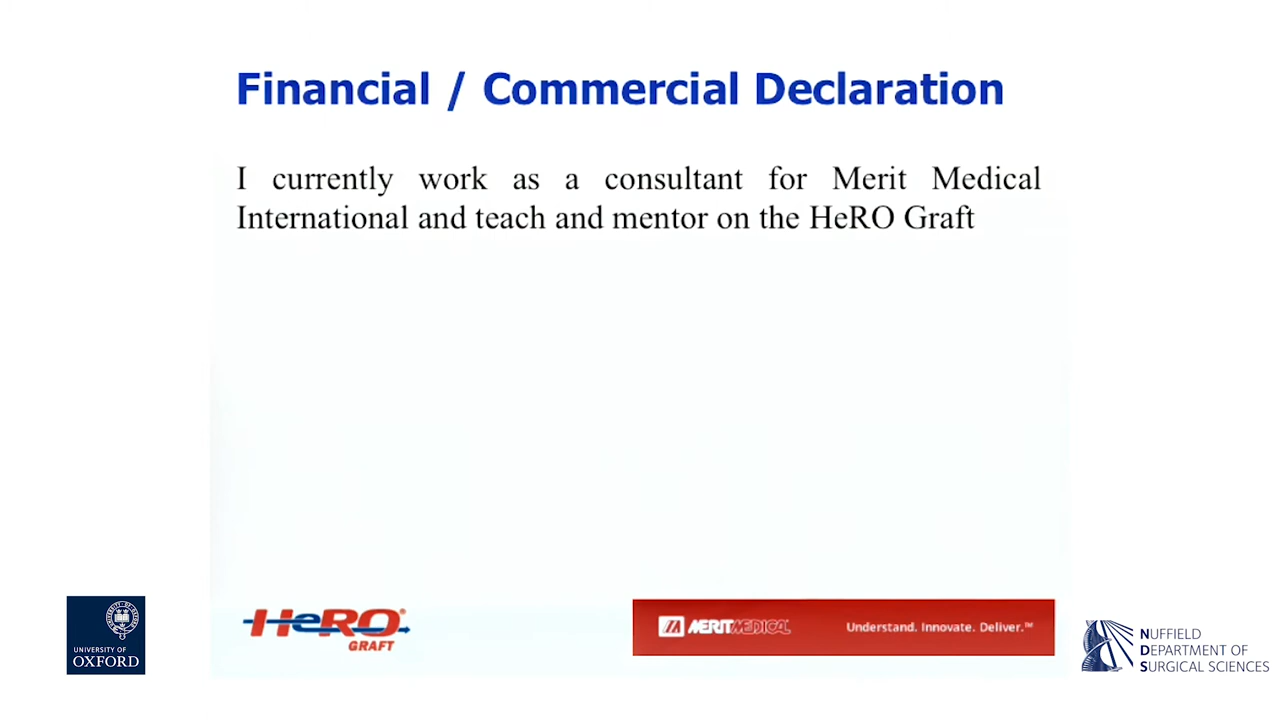 Financial / Commercial Declaration
I currently work as a consultant for Merit Medical
International and teach and mentor on the HeRO Graft
HeRO®
GRAFT
MERITMEDICAL
Understand. Innovate. Deliver.™
UNIVERSITY OF
OXFORD
NUFFIELD
DEPARTMENT OF
SURGICAL SCIENCES